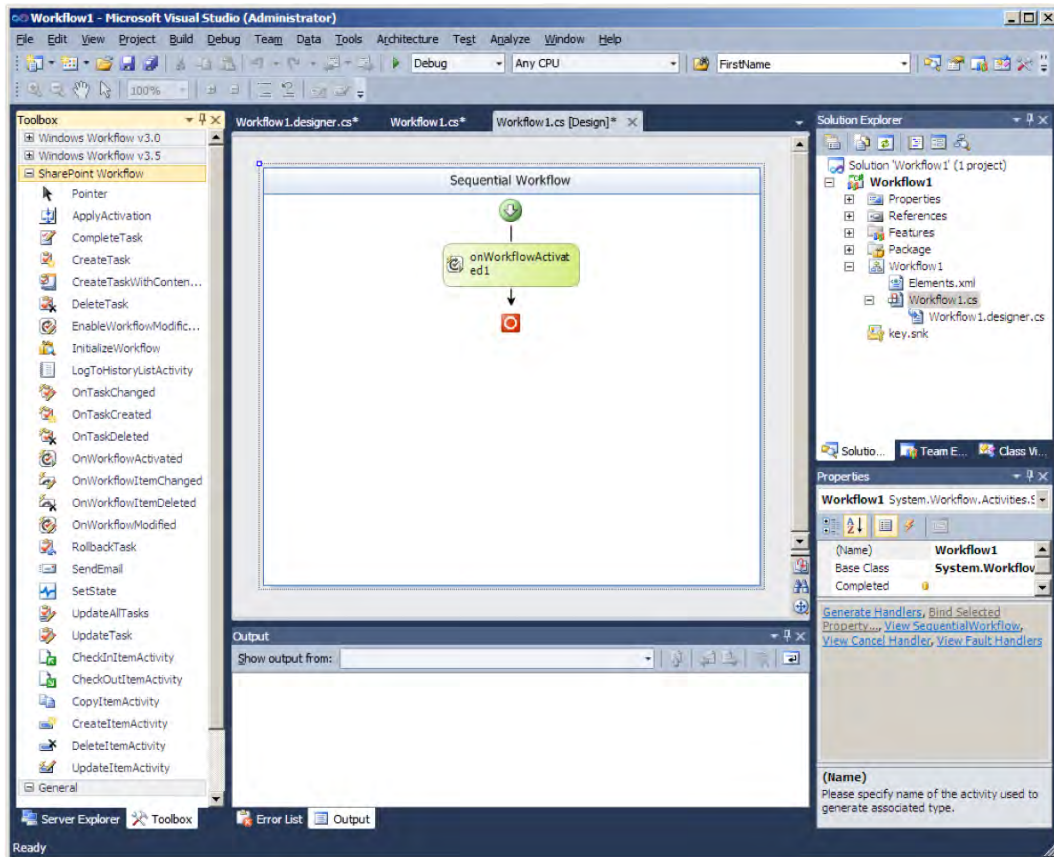 Workflow1 - Microsoft Visual Studio (Administrator)
File Edit View Project Build Debug Team Data Tools Architecture Test Analyze Window Help
Debug Any CPU FirstName
100%
Toolbox
Windows Workflow v3.0
Windows Workflow v3.5
SharePoint Workflow
Pointer
ApplyActivation
CompleteTask
CreateTask
CreateTaskWithConten...
DeleteTask
EnableWorkflowModific...
InitializeWorkflow
LogToHistoryListActivity
OnTaskChanged
OnTaskCreated
OnTaskDeleted
OnWorkflowActivated
OnWorkflowItemChanged
OnWorkflowItemDeleted
OnWorkflowModified
RollbackTask
SendEmail
SetState
UpdateAllTasks
UpdateTask
CheckInItemActivity
CheckOutItemActivity
CopyItemActivity
CreateItemActivity
DeleteItemActivity
UpdateItemActivity
General
Server Explorer Toolbox
Workflow1.designer.cs* Workflow1.cs* Workflow1.cs [Design]*
Sequential Workflow
onWorkflowActivat
ed1
Output
Show output from:
Error List Output
Solution Explorer
Solution 'Workflow1' (1 project)
Workflow1
Properties
References
Features
Package
Workflow1
Elements.xml
Workflow1.cs
Workflow1.designer.cs
key.snk
Solutio... Team E... Class Vi...
Properties
Workflow1 System.Workflow.Activities.S
(Name) Workflow1
Base Class System.Workflow
Completed
Generate Handlers, Bind Selected
Property..., View SequentialWorkflow,
View Cancel Handler, View Fault Handlers
(Name)
Please specify name of the activity used to
generate associated type.
Ready